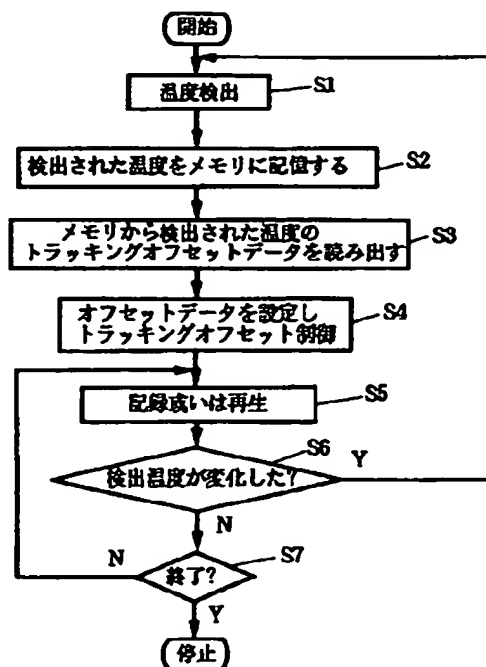 開始
温度検出
S1
検出された温度をメモリに記憶する
S2
メモリから検出された温度の
トラッキングオフセットデータを読み出す
S3
オフセットデータを設定し
トラッキングオフセット制御
S4
記録或いは再生
S5
S6
検出温度が変化した?
Y
N
S7
終了?
N
Y
停止